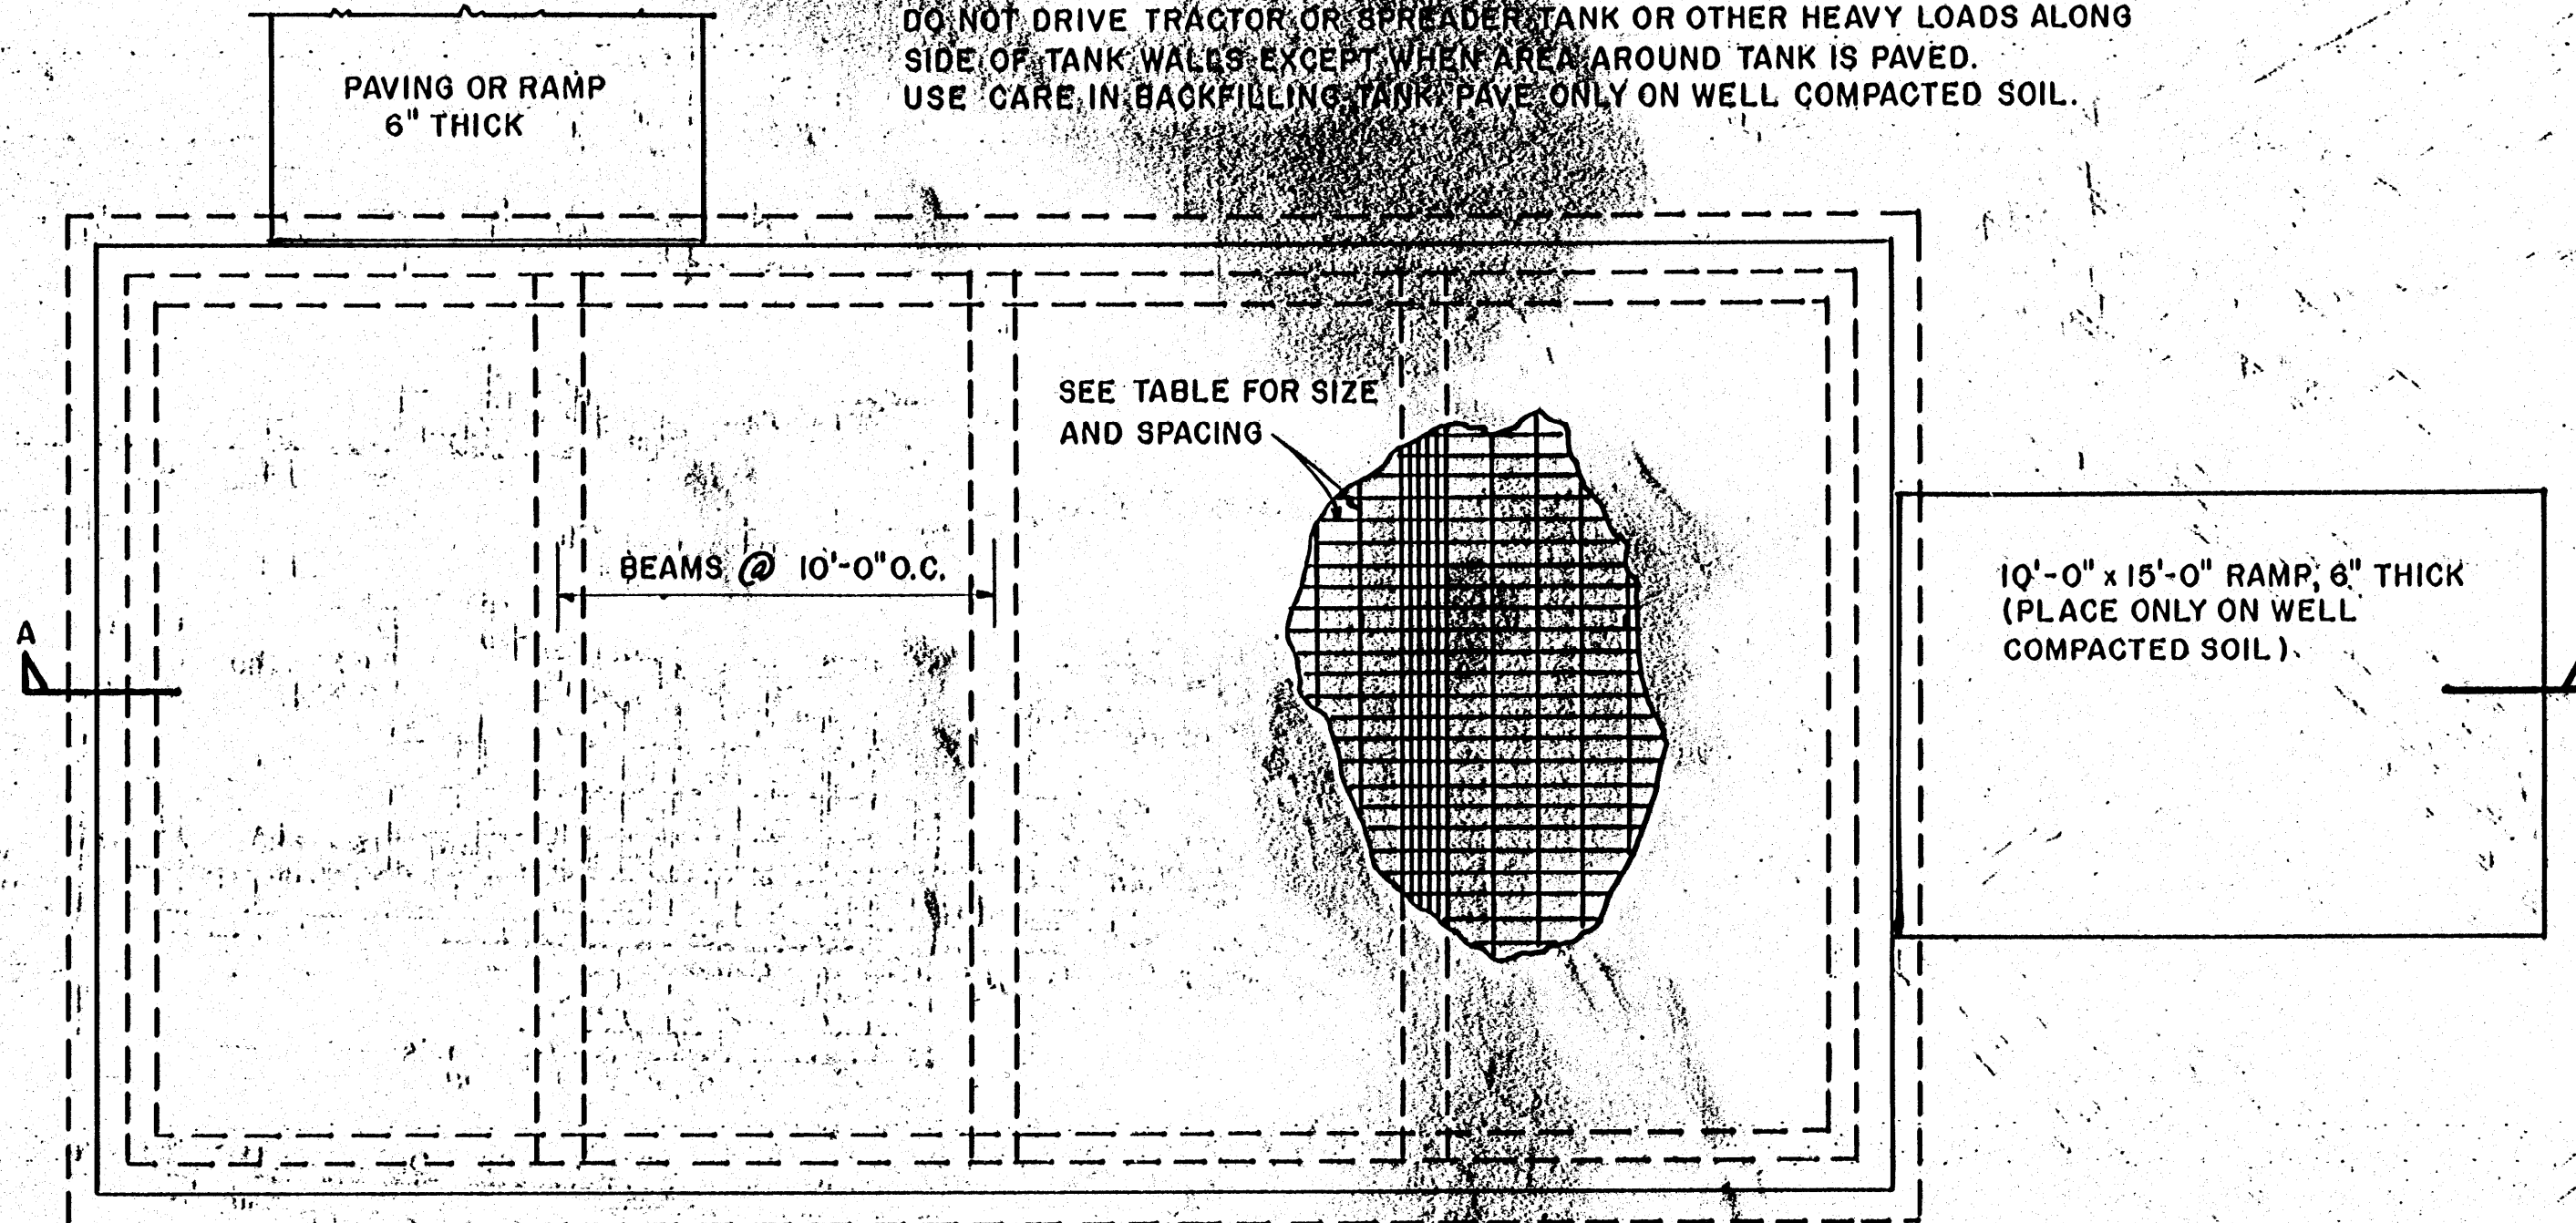 DO NOT DRIVE TRACTOR OR SPREADER TANK OR OTHER HEAVY LOADS ALONG
SIDE OF TANK WALLS EXCEPT WHEN AREA AROUND TANK IS PAVED.
USE CARE IN BACKFILLING TANK. PAVE ONLY ON WELL COMPACTED SOIL.
PAVING OR RAMP
6" THICK
SEE TABLE FOR SIZE
AND SPACING
BEAMS @ 10'-0" O.C.
10'-0" x 15'-0" RAMP, 6" THICK
(PLACE ONLY ON WELL
COMPACTED SOIL).
A